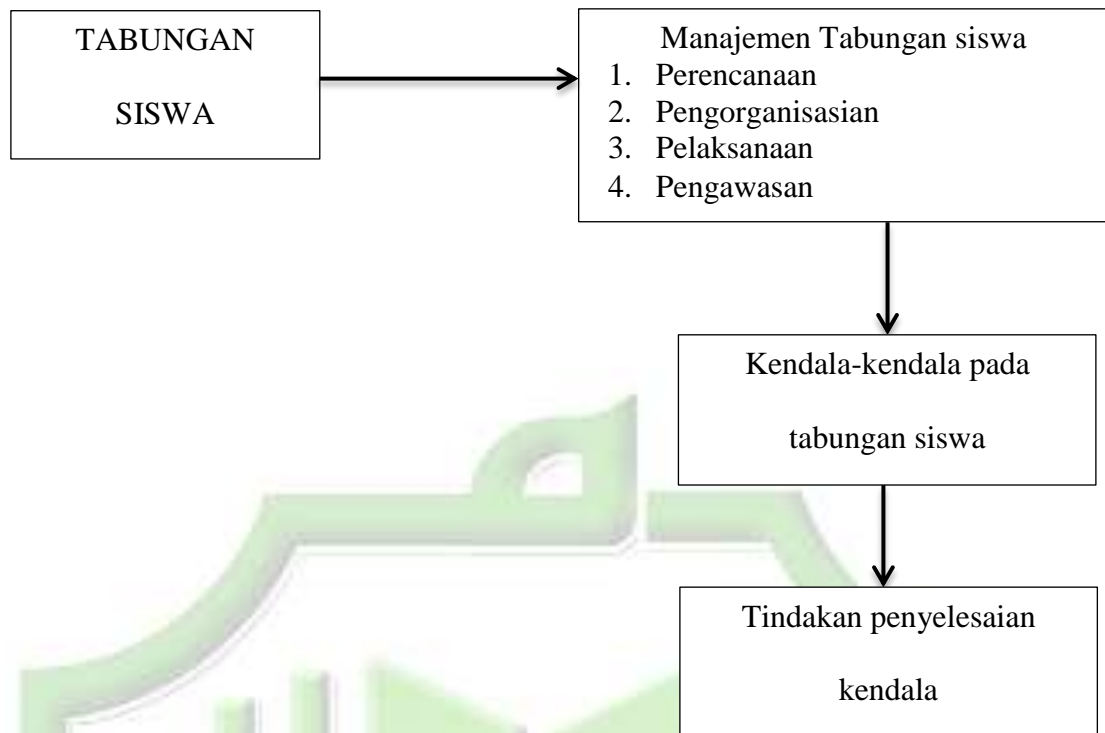 TABUNGAN
SISWA
Manajemen Tabungan siswa
1. Perencanaan
2. Pengorganisasian
3. Pelaksanaan
4. Pengawasan
Kendala-kendala pada
tabungan siswa
Tindakan penyelesaian
kendala